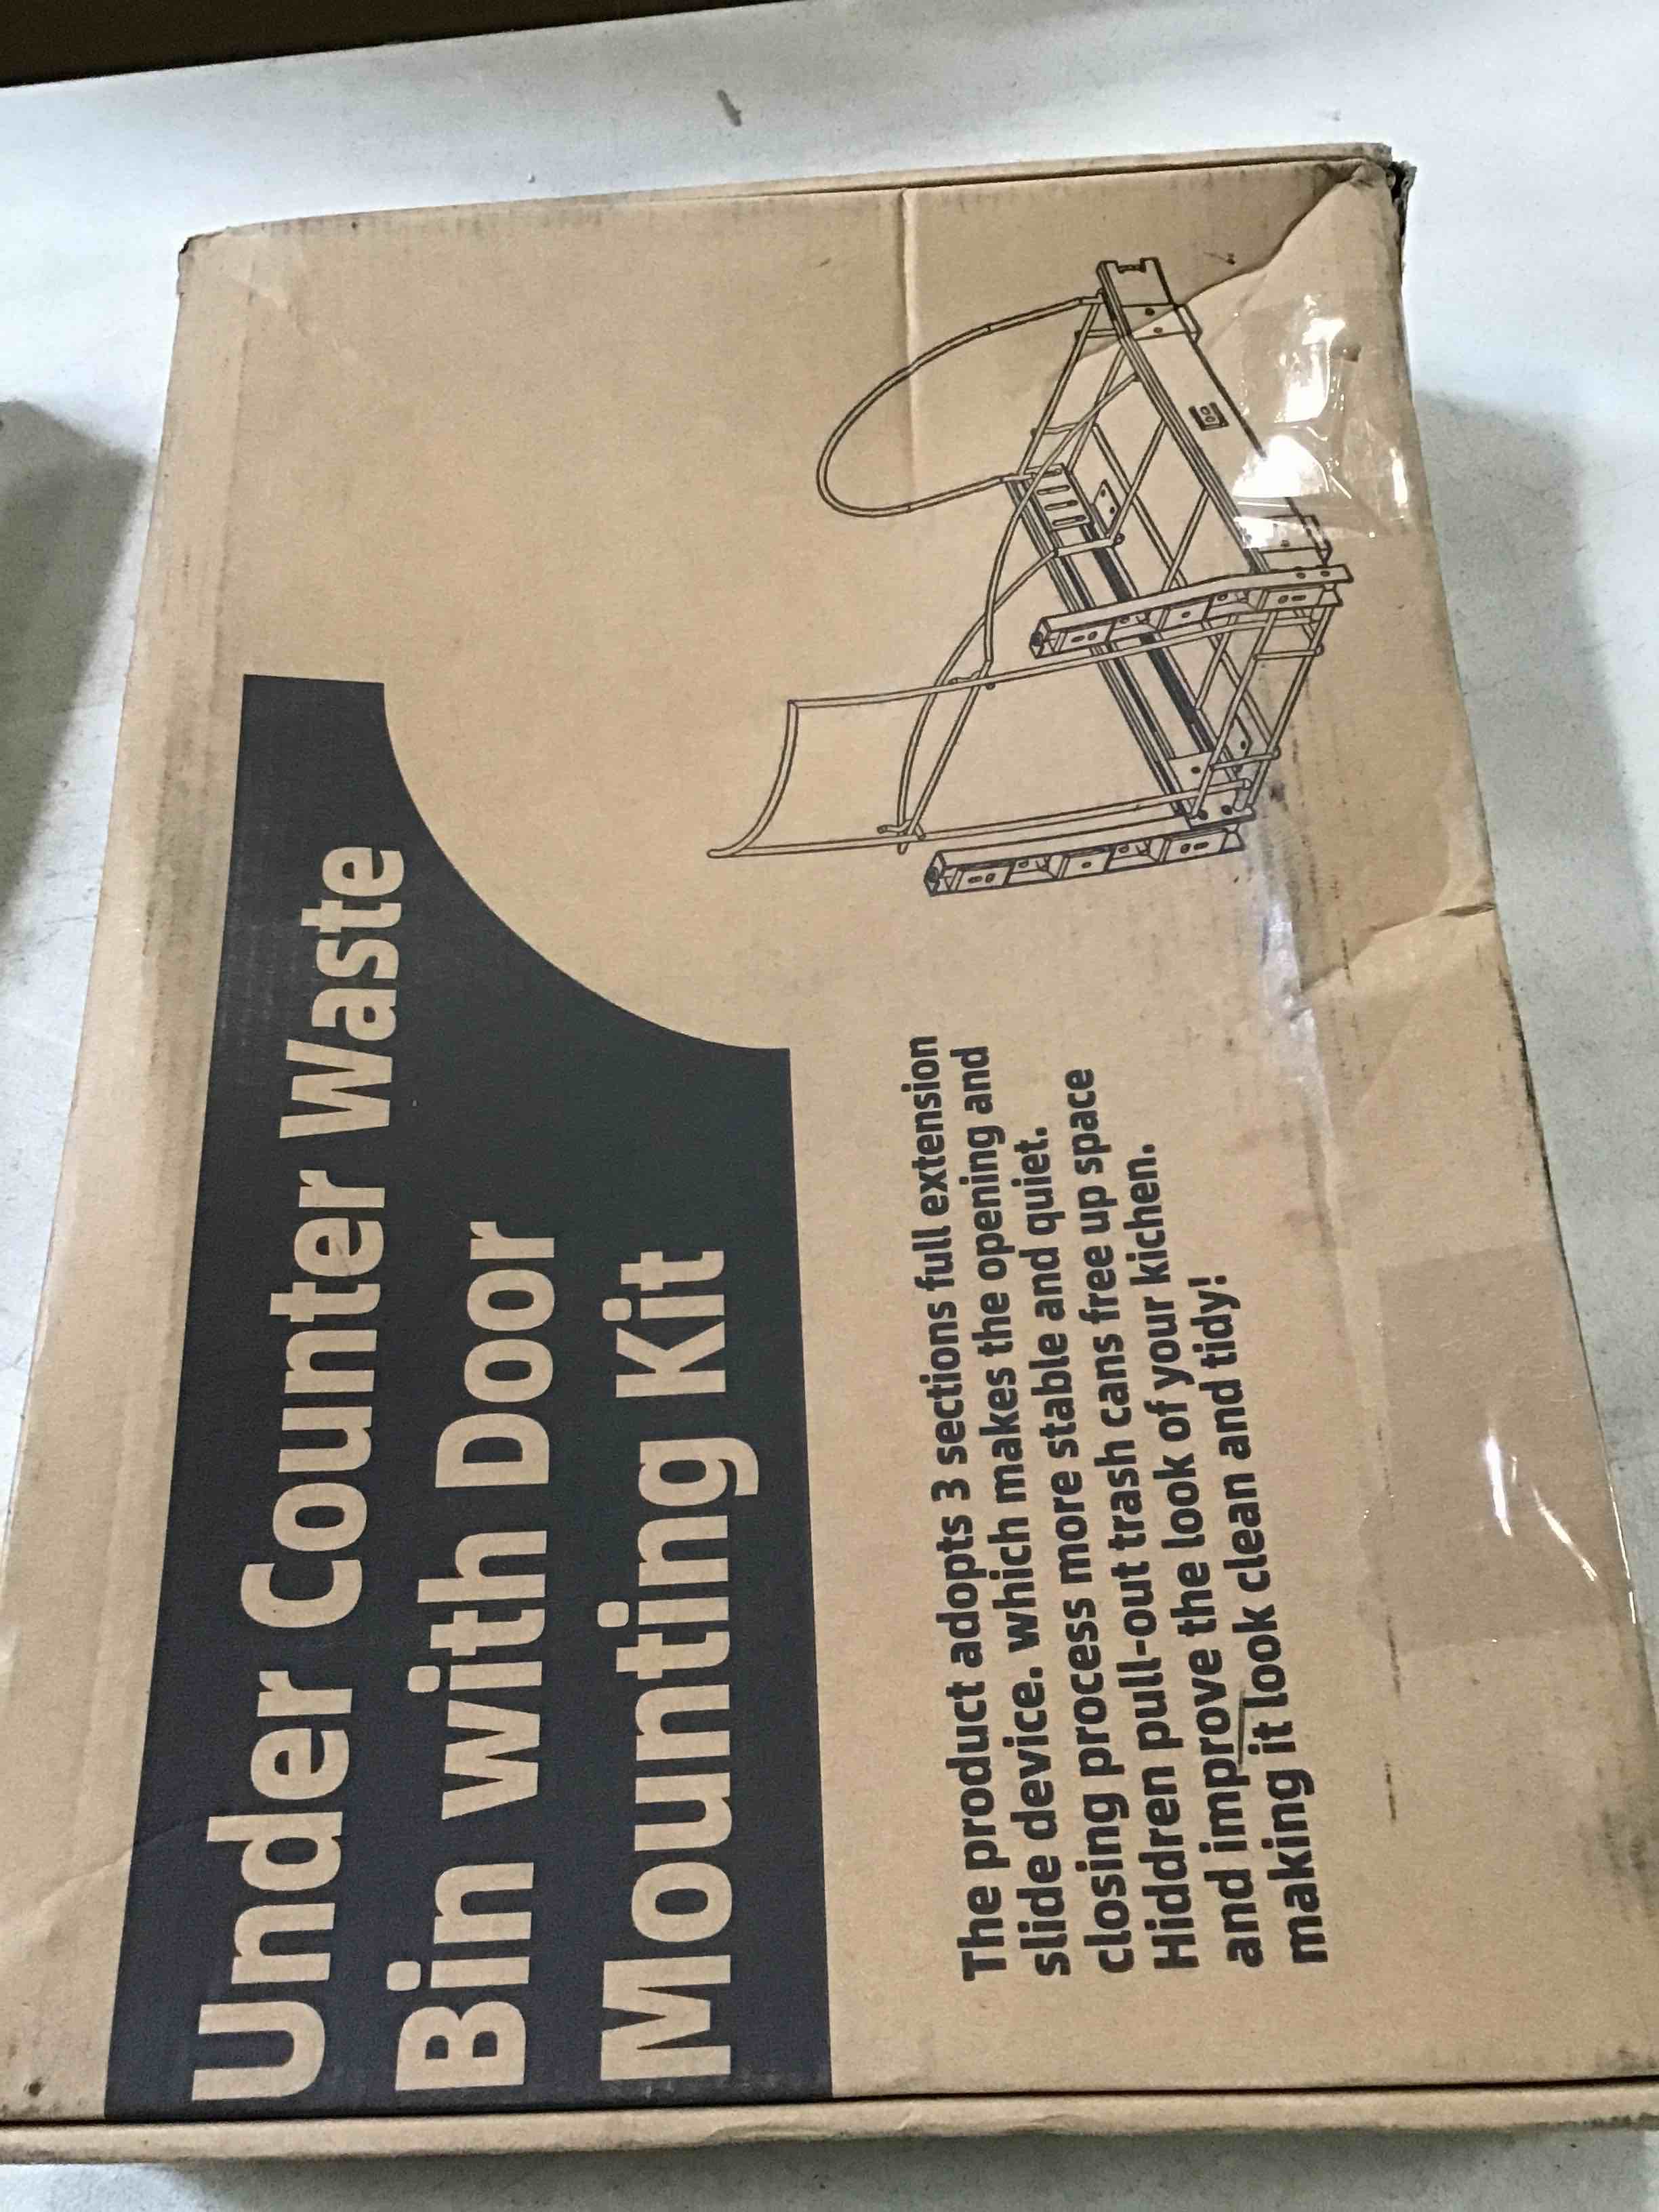 Under Counter Waste
Bin with Door
Mounting Kit
The product adopts 3 sections full extension
slide device. which makes the opening and
closing process more stable and quiet.
Hiddren pull-out trash cans free up space
and improve the look of your kichen.
making it look clean and tidy!